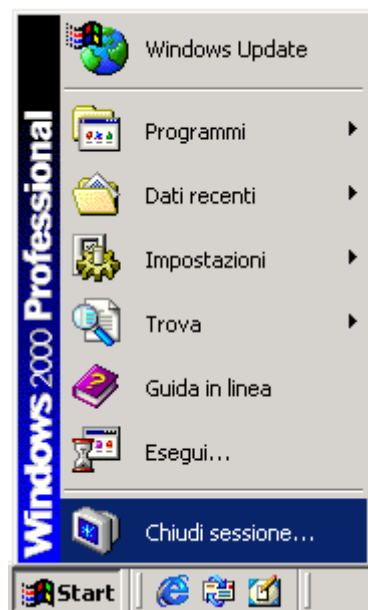 Windows 2000 Professional
Windows Update
Programmi
Dati recenti
Impostazioni
Trova
Guida in linea
Esegui...
Chiudi sessione...
Start